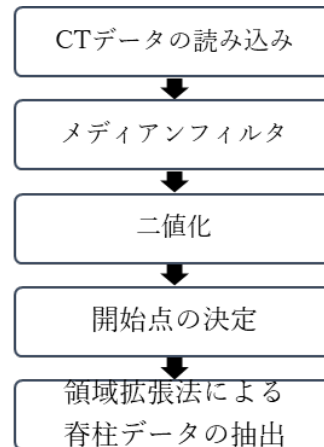 CTデータの読み込み
メディアンフィルタ
二値化
開始点の決定
領域拡張法による
脊柱データの抽出